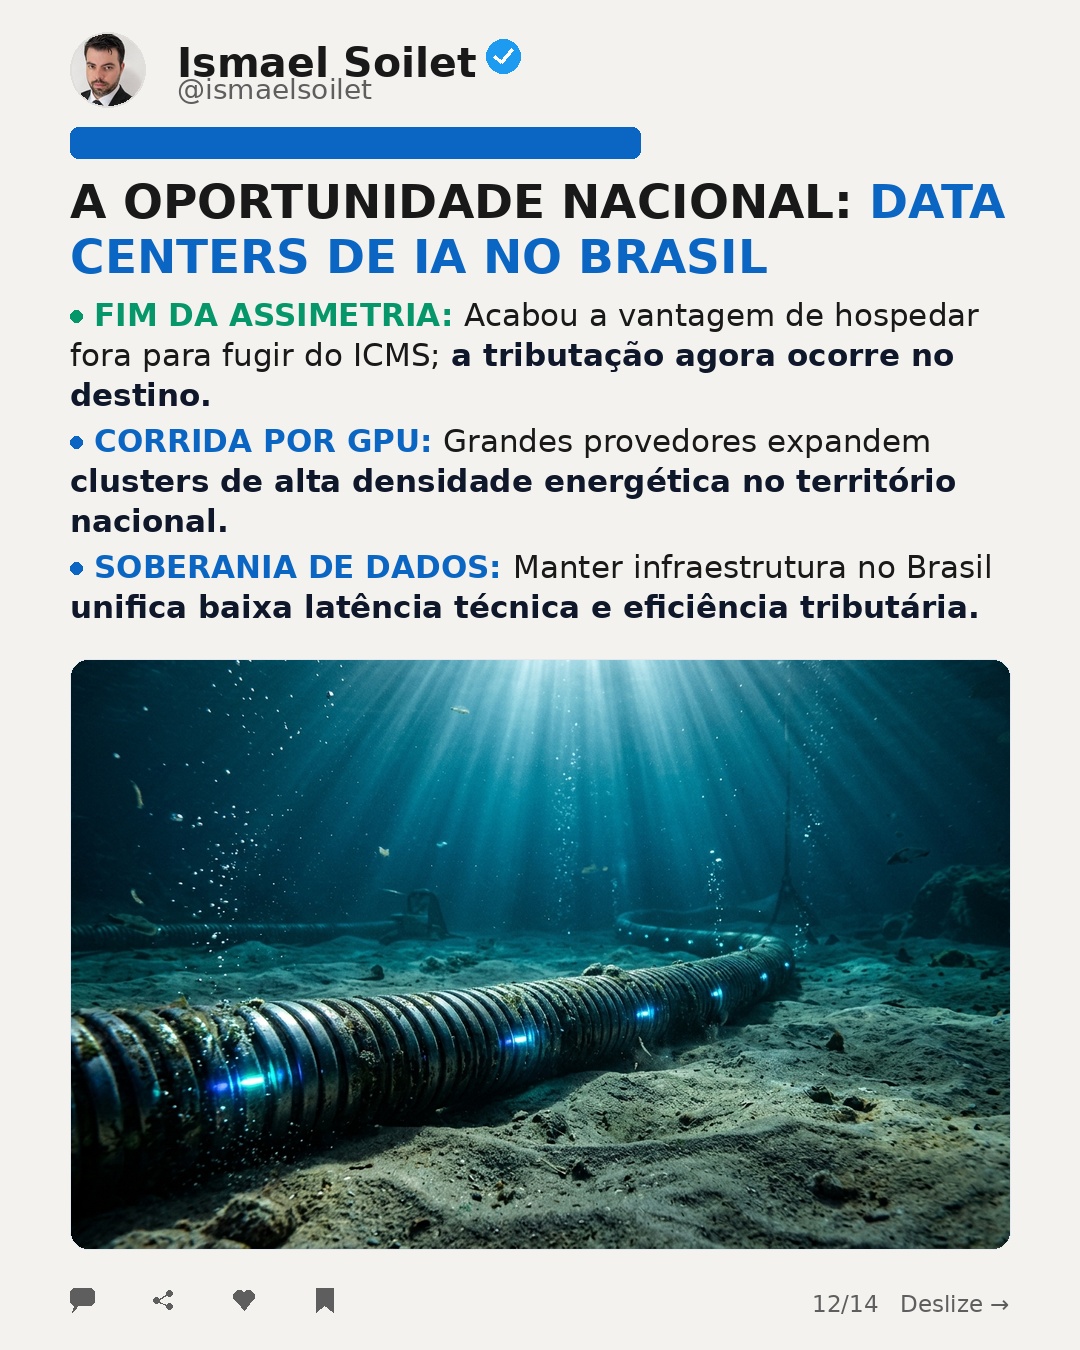 Ismael Soilet
@ismaelsoilet
A OPORTUNIDADE NACIONAL: DATA
CENTERS DE IA NO BRASIL
• FIM DA ASSIMETRIA: Acabou a vantagem de hospedar
fora para fugir do ICMS; a tributação agora ocorre no
destino.
• CORRIDA POR GPU: Grandes provedores expandem
clusters de alta densidade energética no território
nacional.
• SOBERANIA DE DADOS: Manter infraestrutura no Brasil
unifica baixa latência técnica e eficiência tributária.
12/14 Deslize →